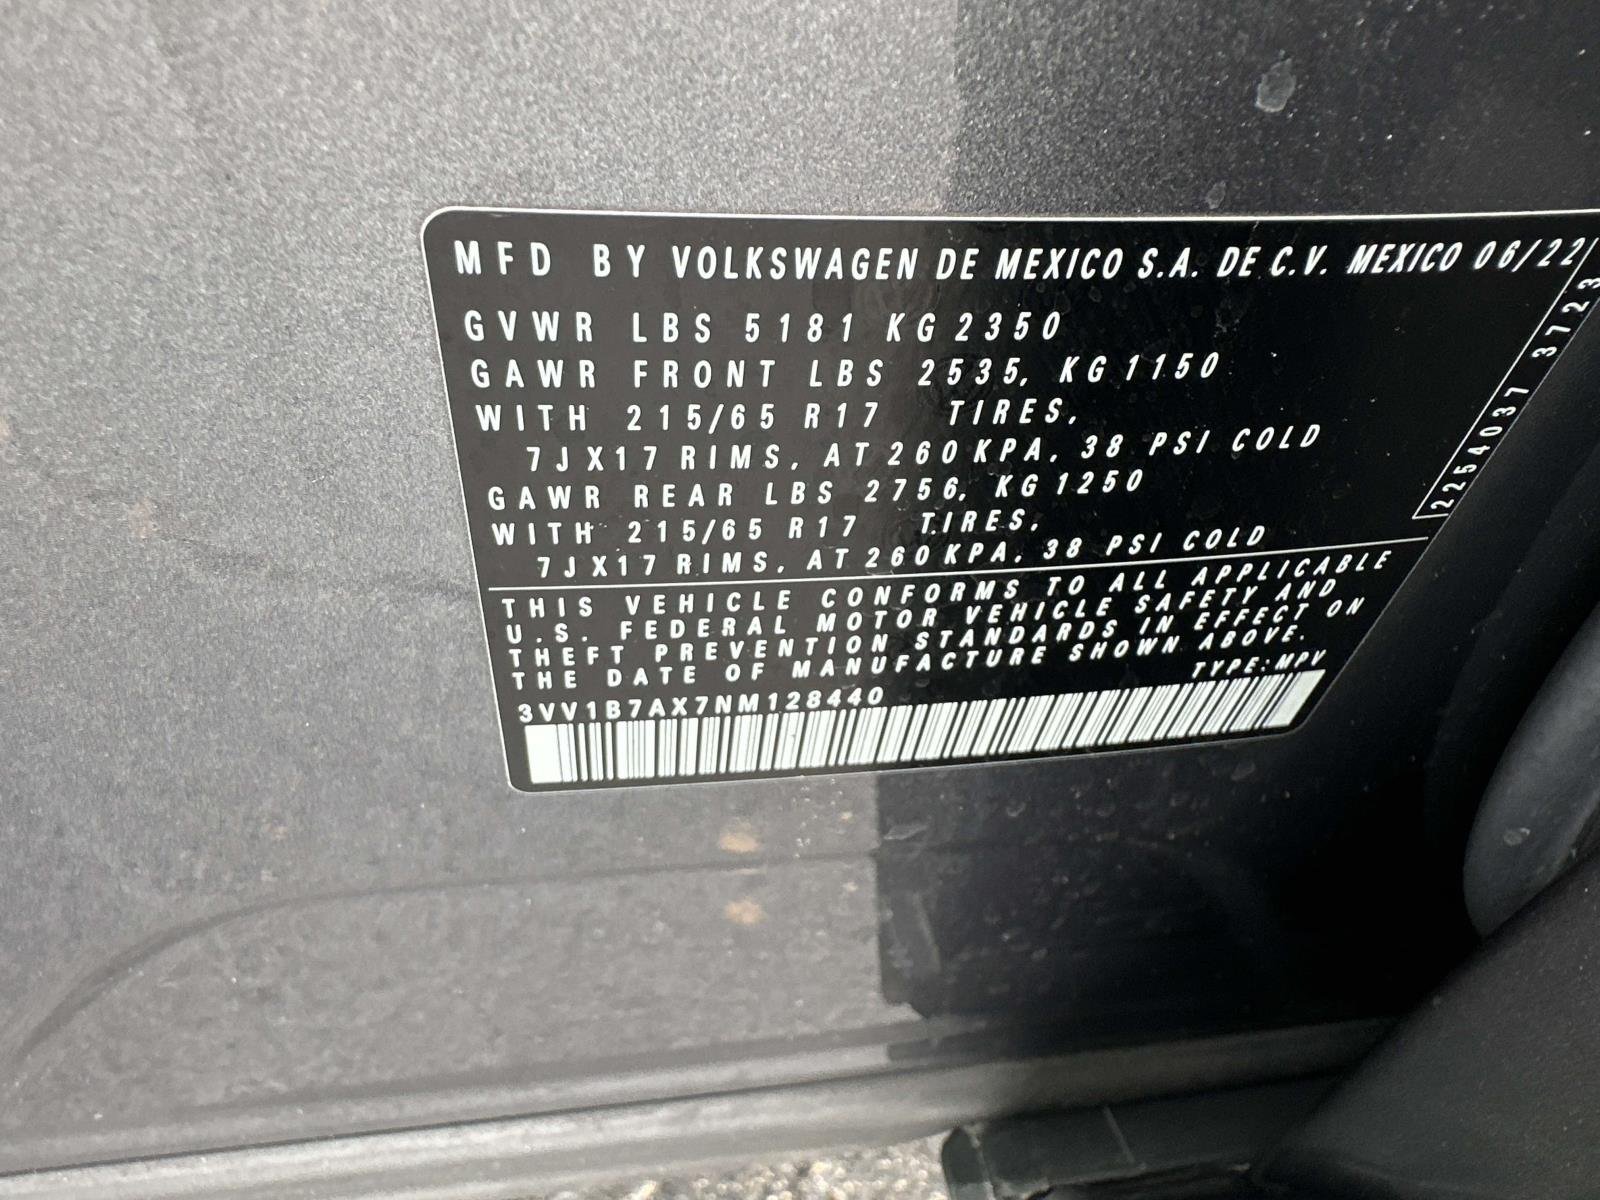 MFD BY VOLKSWAGEN DE MEXICO S.A. DE C.V. MEXICO 06/22
GVWR LBS 5181 KG 2350
GAWR FRONT LBS 2535, KG 1150
WITH 215/65 R17 TIRES,
7JX17 RIMS, AT 260 KPA, 38 PSI COLD
GAWR REAR LBS 2756, KG 1250
WITH 215/65 R17 TIRES,
7JX17 RIMS, AT 260 KPA, 38 PSI COLD
2254037 3723
THIS VEHICLE CONFORMS TO ALL APPLICABLE
U.S. FEDERAL MOTOR VEHICLE SAFETY AND
THEFT PREVENTION STANDARDS IN EFFECT ON
THE DATE OF MANUFACTURE SHOWN ABOVE.
TYPE: MPV
3VV1B7AX7NM128440